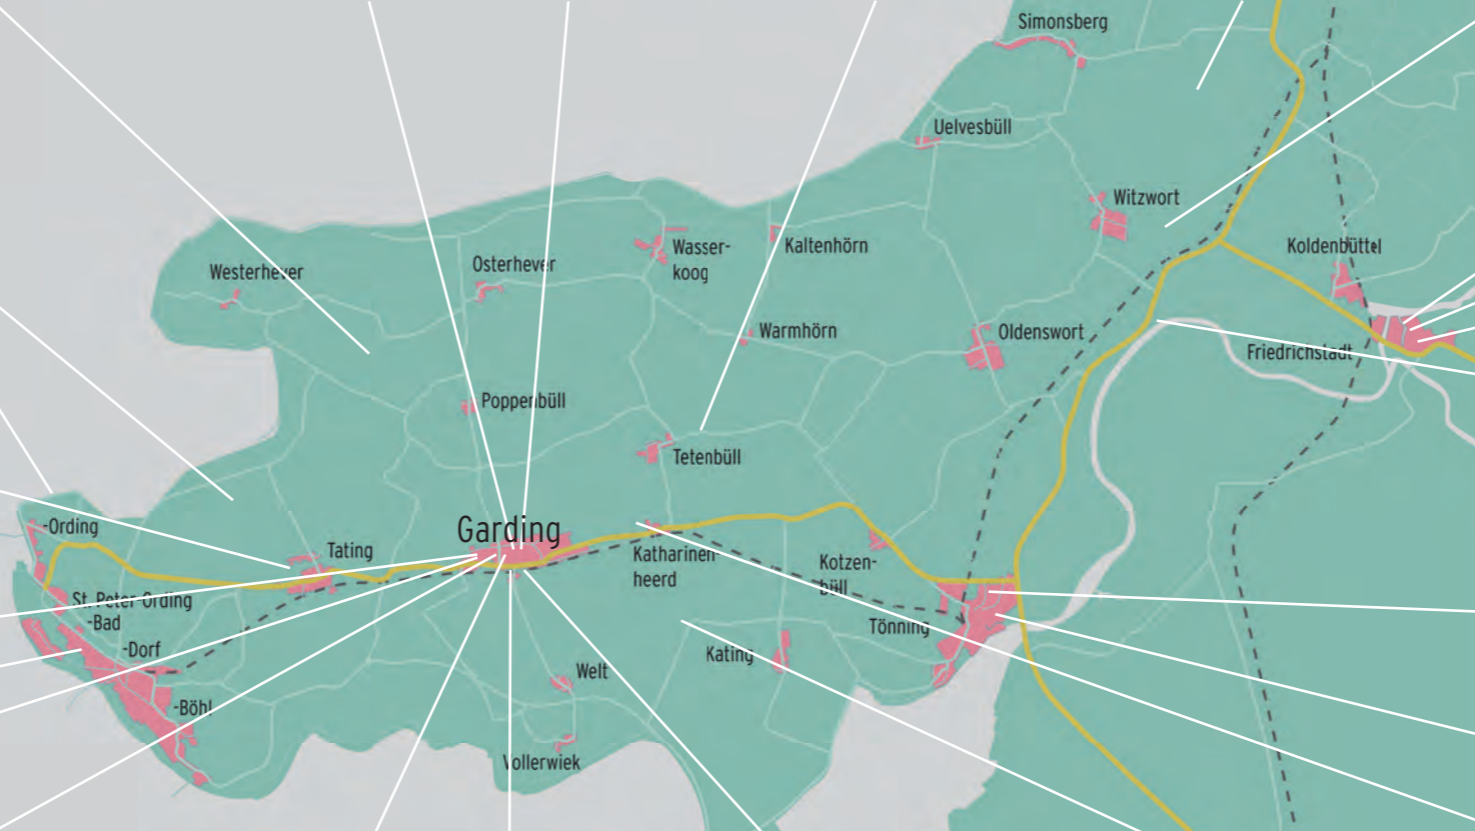 Simonsberg
Uelvesbüll
Witzwort
Koldenbüttel
Wasser-
koog
Kaltenhörn
Osterhever
Westerhever
Warmhörn
Oldenswort
Friedrichstadt
Poppenbüll
Tetenbüll
-Ording
Garding
Tating
Katharinen-
heerd
Kotzen-
büll
St. Peter-Ording
-Bad
-Dorf
Tönning
Kating
Welt
-Böhl
Vollerwiek